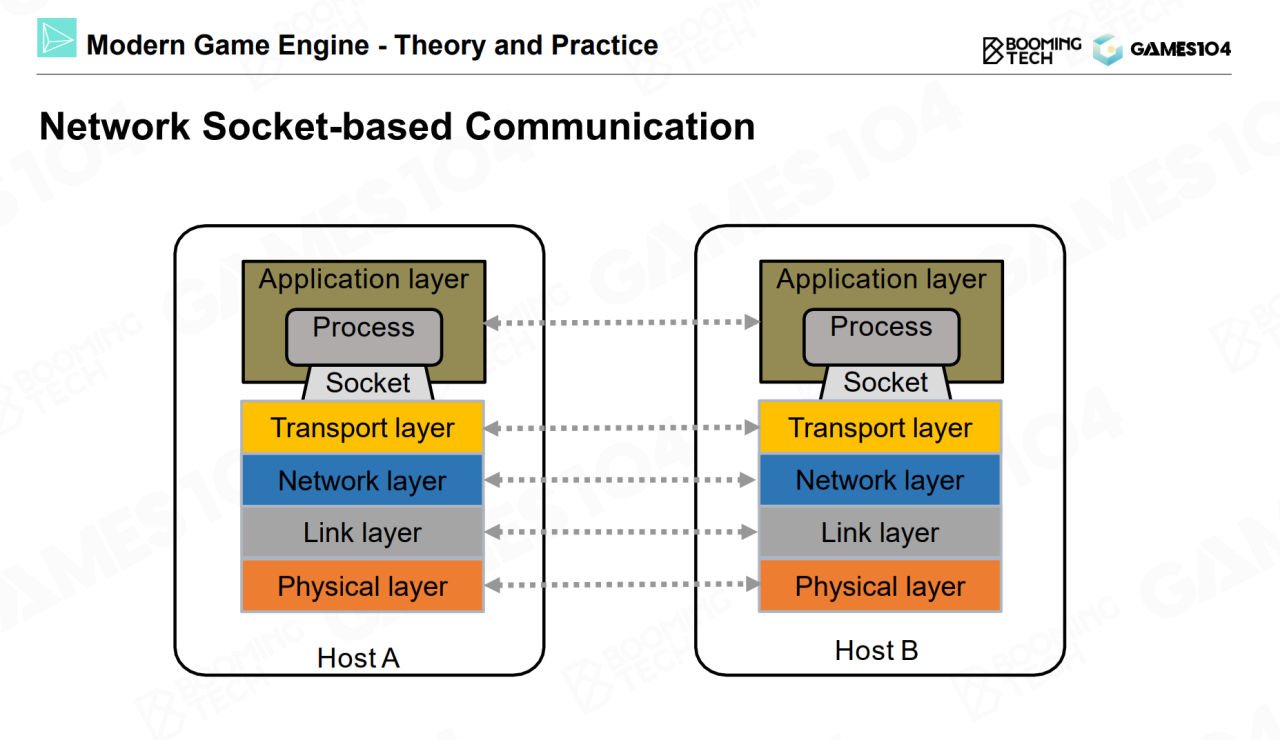 Modern Game Engine - Theory and Practice
BOOMING
TECH
GAMES104
Network Socket-based Communication
Application layer
Process
Socket
Transport layer
Network layer
Link layer
Physical layer
Host A
Application layer
Process
Socket
Transport layer
Network layer
Link layer
Physical layer
Host B